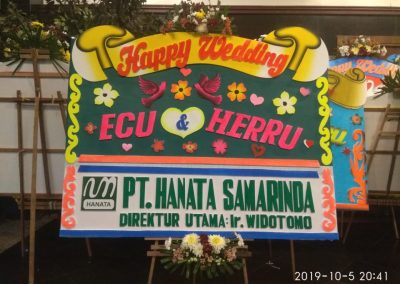 Happy Wedding
ECU & HERRU
HANATA
PT. HANATA SAMARINDA
DIREKTUR UTAMA: Ir. WIDOTOMO
2019-10-5 20:41